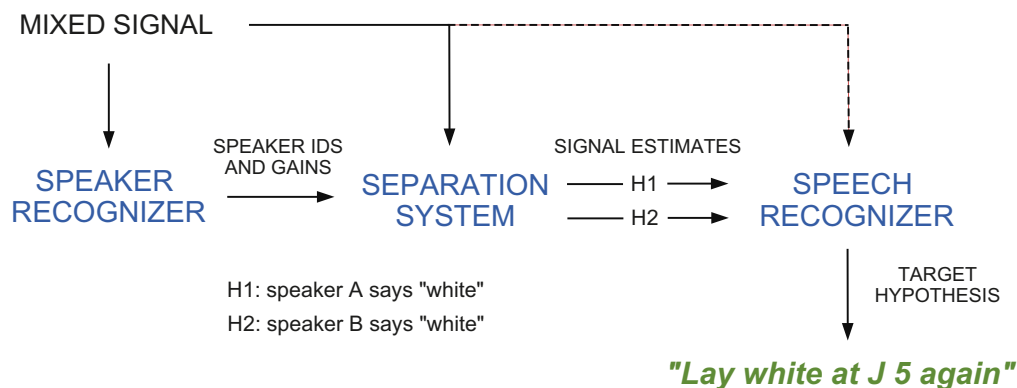 MIXED SIGNAL
SPEAKER IDS
AND GAINS
SIGNAL ESTIMATES
SPEAKER
RECOGNIZER
SEPARATION
SYSTEM
H1
H2
SPEECH
RECOGNIZER
H1: speaker A says "white"
H2: speaker B says "white"
TARGET
HYPOTHESIS
"Lay white at J 5 again"